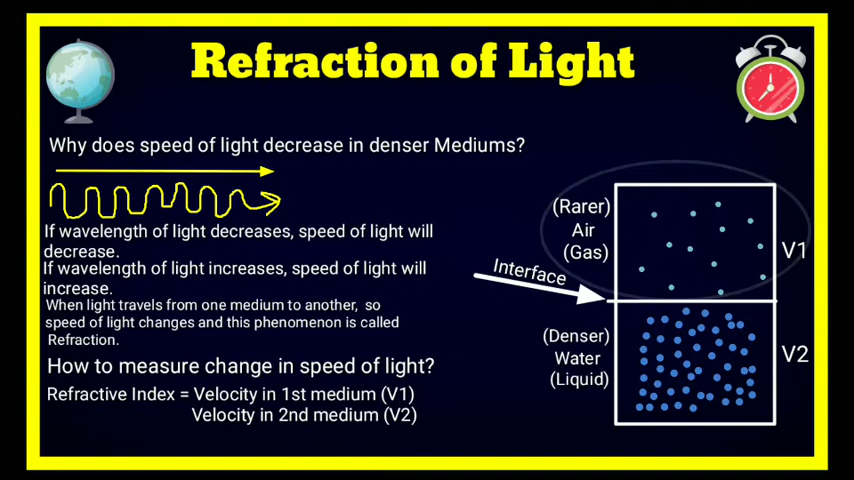 Refraction of Light
Why does speed of light decrease in denser Mediums?
If wavelength of light decreases, speed of light will
decrease.
If wavelength of light increases, speed of light will
increase.
When light travels from one medium to another, so
speed of light changes and this phenomenon is called
Refraction.
How to measure change in speed of light?
Refractive Index = Velocity in 1st medium (V1)
Velocity in 2nd medium (V2)
(Rarer)
Air
(Gas)
V1
Interface
(Denser)
Water
(Liquid)
V2